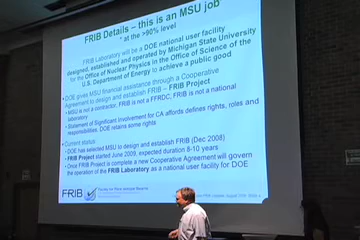 FRIB Details – this is an MSU job
* at the >90% level
FRIB Laboratory will be a DOE national user facility
designed, established and operated by Michigan State University
for the Office of Nuclear Physics in the Office of Science of the
U.S. Department of Energy to achieve a public good
• DOE gives MSU financial assistance through a Cooperative
Agreement to design and establish FRIB – FRIB Project
• MSU is not a contractor, FRIB is not a FFRDC, FRIB is not a national
laboratory
• Statement of Significant Involvement for CA affords defines rights, roles and
responsibilities. DOE retains some rights
• Current status
• DOE has selected MSU to design and establish FRIB (Dec 2008)
• FRIB Project started June 2009, expected duration 8-10 years
• Once FRIB Project is complete a new Cooperative Agreement will govern
the operation of the FRIB Laboratory as a national user facility for DOE
FRIB
Facility for Rare Isotope Beams